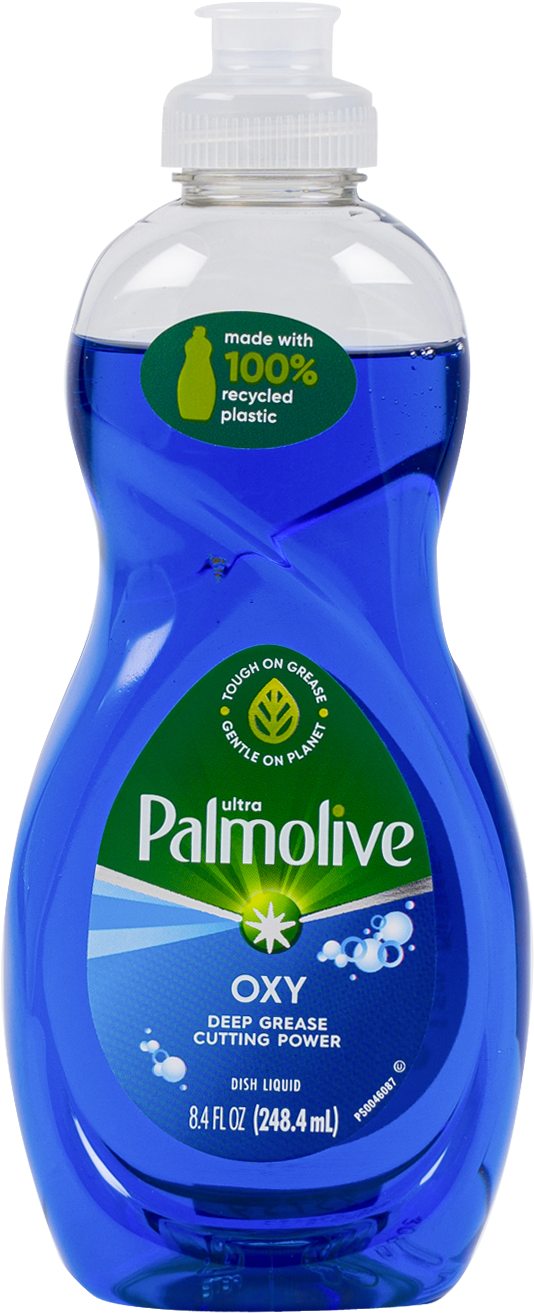 made with
100%
recycled
plastic
TOUGH ON GREASE
GENTLE ON PLANET
ultra
Palmolive
OXY
DEEP GREASE
CUTTING POWER
DISH LIQUID
8.4 FL OZ (248.4 mL)
P50046087 Ⓤ